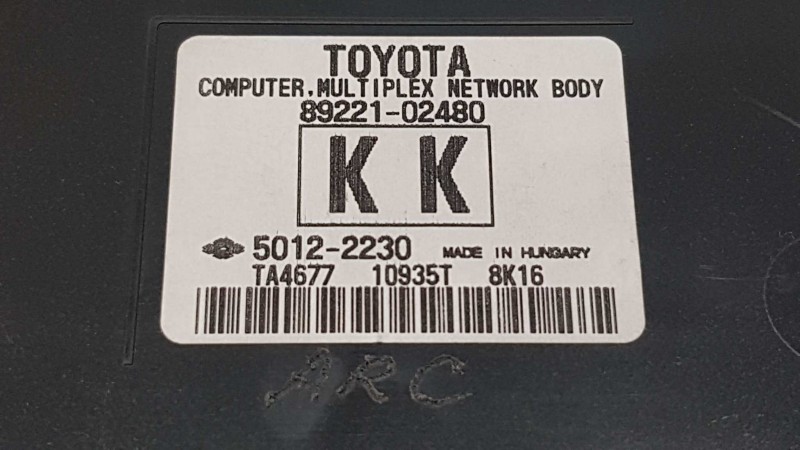 TOYOTA
COMPUTER,MULTIPLEX NETWORK BODY
89221-02480
K K
5012-2230 MADE IN HUNGARY
TA4677 10935T 8K16
ARC